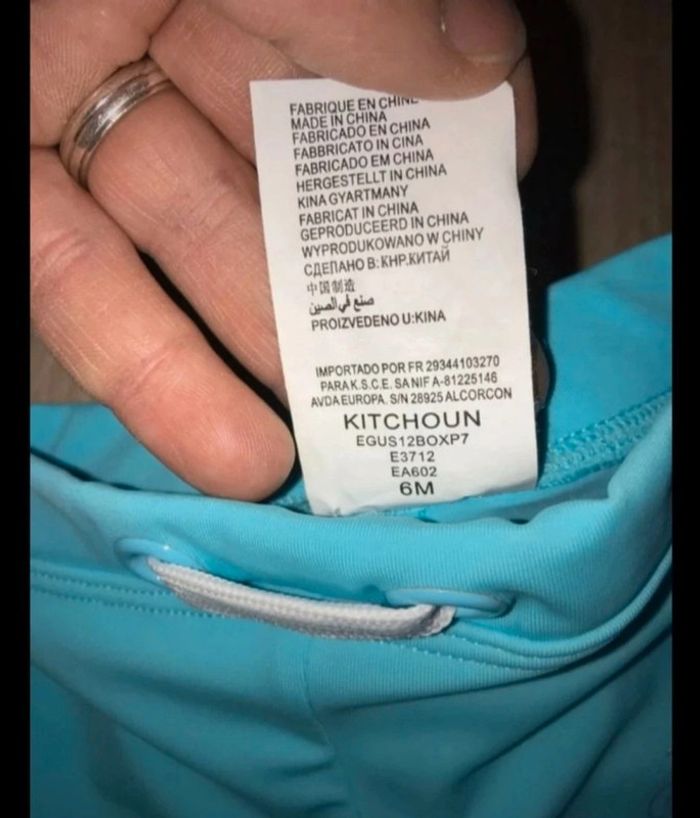 FABRIQUE EN CHINE
MADE IN CHINA
FABRICADO EN CHINA
FABBRICATO IN CINA
FABRICADO EM CHINA
HERGESTELLT IN CHINA
KINA GYARTMANY
FABRICAT IN CHINA
GEPRODUCEERD IN CHINA
WYPRODUKOWANO W CHINY
СДЕПАНО В:КНР.КИТАЙ
中国制造
صنع في الصين
PROIZVEDENO U:KINA
IMPORTADO POR FR 29344103270
PARA K.S.C.E. SA NIF A-81225146
AVDA EUROPA. S/N 28925 ALCORCON
KITCHOUN
EGUS12BOXP7
E3712
EA602
6M